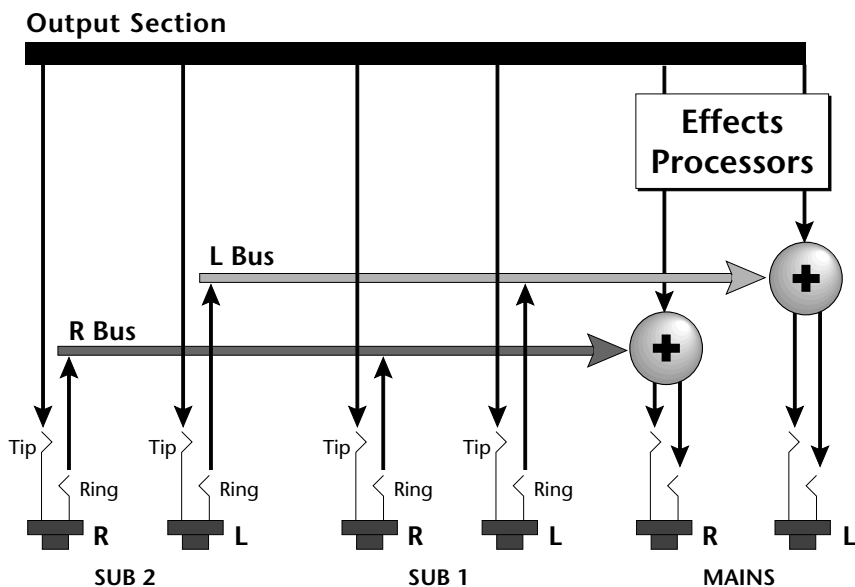 Output Section
Effects
Processors
L Bus
R Bus
Tip
Tip
Tip
Tip
Ring
Ring
Ring
Ring
R
L
R
L
R
L
SUB 2
SUB 1
MAINS